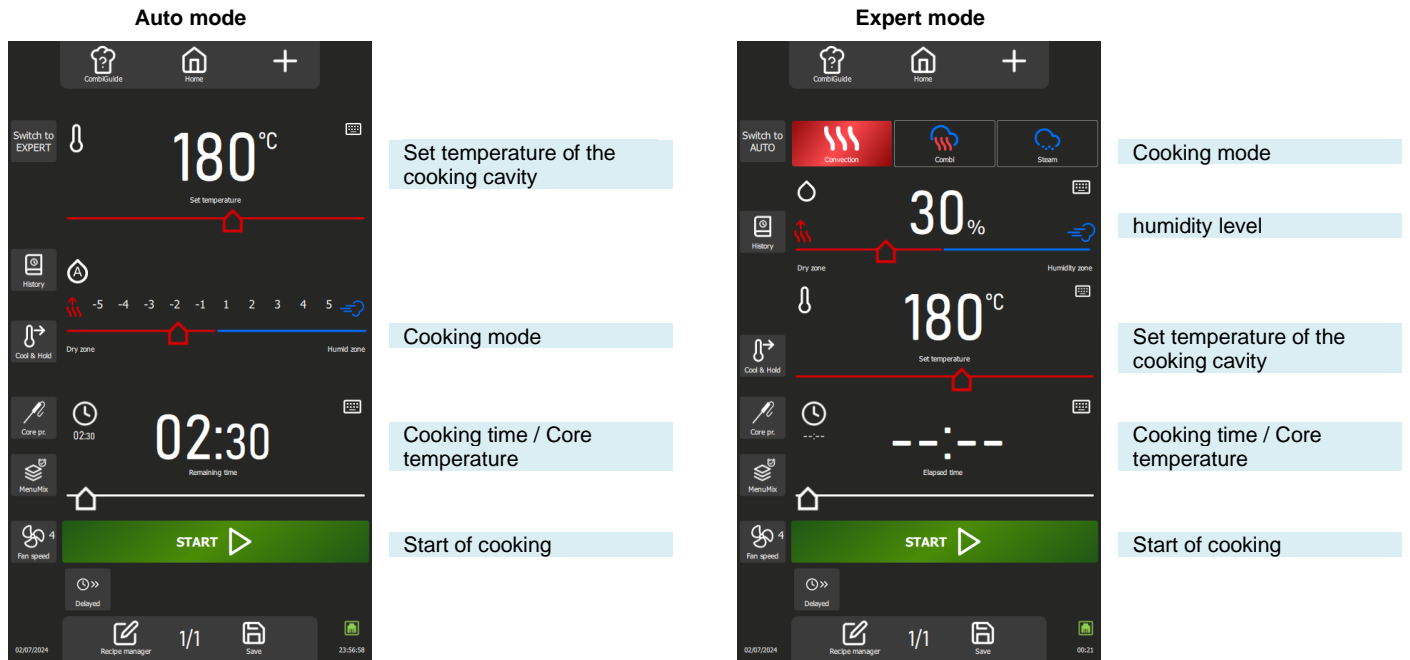 Auto mode
CombiGuide
Home
Switch to
EXPERT
180°C
Set temperature
Set temperature of the
cooking cavity
History
A
-5 -4 -3 -2 -1 1 2 3 4 5
Dry zone
Humid zone
Cooking mode
Cool & Hold
Core pr.
02:30
02:30
Remaining time
Cooking time / Core
temperature
MenuMix
Fan speed
4
START
Start of cooking
Delayed
02/07/2024
Recipe manager
1/1
Save
23:56:58
Expert mode
CombiGuide
Home
Switch to
AUTO
Convection
Combi
Steam
Cooking mode
History
30%
humidity level
Dry zone
Humidity zone
180°C
Set temperature
Set temperature of the
cooking cavity
Cool & Hold
Core pr.
--:--
--:--
Elapsed time
Cooking time / Core
temperature
MenuMix
Fan speed
4
START
Start of cooking
Delayed
02/07/2024
Recipe manager
1/1
Save
00:21